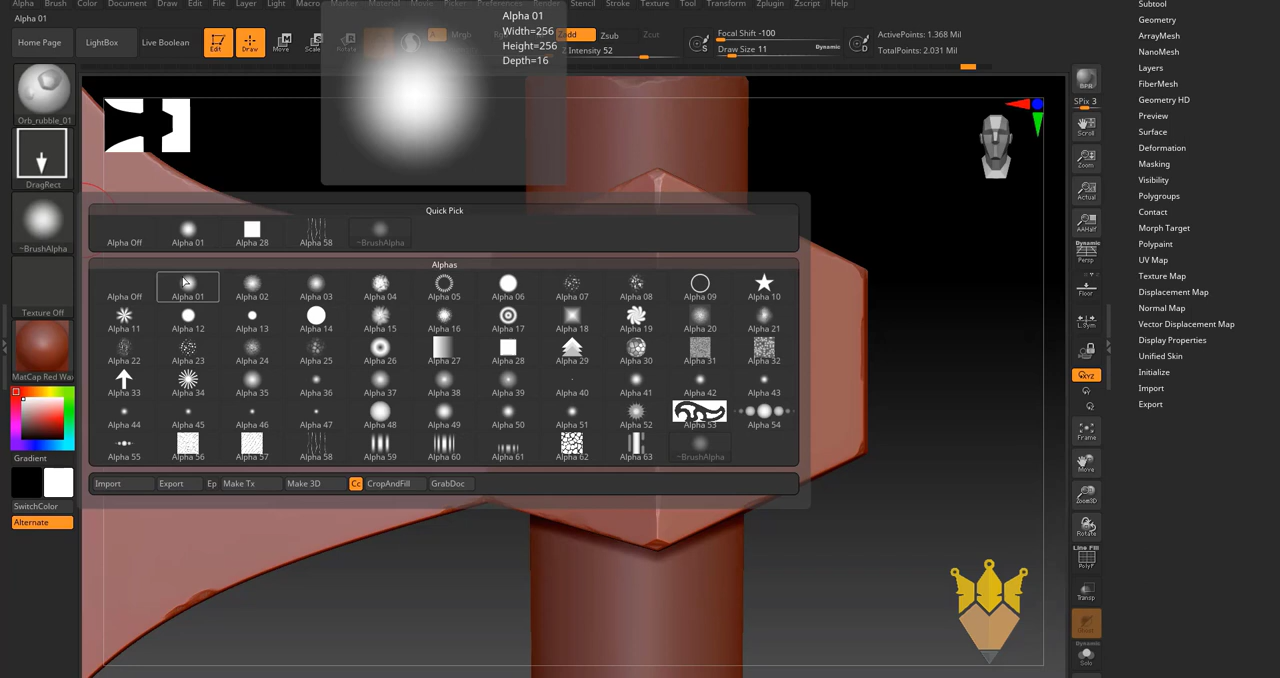 Alpha Brush Color Document Draw Edit File Layer Light Macro Marker Material Movie Picker Preferences Render Stencil Stroke Texture Tool Transform Zplugin Zscript Help
Alpha 01
Home Page LightBox Live Boolean Edit Draw Move Scale Rotate A Mrgb Zadd Zsub Zcut
Z Intensity 52
Focal Shift -100
Draw Size 11 Dynamic
ActivePoints: 1.368 Mil
TotalPoints: 2.031 Mil
Alpha 01
Width=256
Height=256
Depth=16
Orb_rubble_01
DragRect
~BrushAlpha
Texture Off
MatCap Red Wax
Gradient
SwitchColor
Alternate
Quick Pick
Alpha Off Alpha 01 Alpha 28 Alpha 58 ~BrushAlpha
Alphas
Alpha Off Alpha 01 Alpha 02 Alpha 03 Alpha 04 Alpha 05 Alpha 06 Alpha 07 Alpha 08 Alpha 09 Alpha 10
Alpha 11 Alpha 12 Alpha 13 Alpha 14 Alpha 15 Alpha 16 Alpha 17 Alpha 18 Alpha 19 Alpha 20 Alpha 21
Alpha 22 Alpha 23 Alpha 24 Alpha 25 Alpha 26 Alpha 27 Alpha 28 Alpha 29 Alpha 30 Alpha 31 Alpha 32
Alpha 33 Alpha 34 Alpha 35 Alpha 36 Alpha 37 Alpha 38 Alpha 39 Alpha 40 Alpha 41 Alpha 42 Alpha 43
Alpha 44 Alpha 45 Alpha 46 Alpha 47 Alpha 48 Alpha 49 Alpha 50 Alpha 51 Alpha 52 Alpha 53 Alpha 54
Alpha 55 Alpha 56 Alpha 57 Alpha 58 Alpha 59 Alpha 60 Alpha 61 Alpha 62 Alpha 63 ~BrushAlpha
Import Export Ep Make Tx Make 3D Cc CropAndFill GrabDoc
BPR
SPix 3
Scroll
Zoom
Actual
AAHalf
Dynamic
Persp
Floor
L.Sym
XYZ
Frame
Move
Zoom3D
Rotate
Line Fill
PolyF
Transp
Dynamic
Solo
Subtool
Geometry
ArrayMesh
NanoMesh
Layers
FiberMesh
Geometry HD
Preview
Surface
Deformation
Masking
Visibility
Polygroups
Contact
Morph Target
Polypaint
UV Map
Texture Map
Displacement Map
Normal Map
Vector Displacement Map
Display Properties
Unified Skin
Initialize
Import
Export